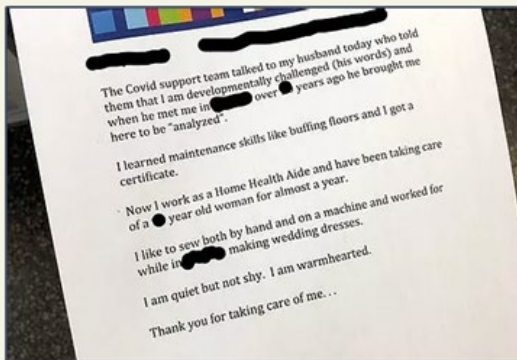 The Covid support team talked to my husband today who told
them that I am developmentally challenged (his words) and
when he met me in over years ago he brought me
here to be "analyzed".
I learned maintenance skills like buffing floors and I got a
certificate.
Now I work as a Home Health Aide and have been taking care
of a year old woman for almost a year.
I like to sew both by hand and on a machine and worked for
while in making wedding dresses.
I am quiet but not shy. I am warmhearted.
Thank you for taking care of me...